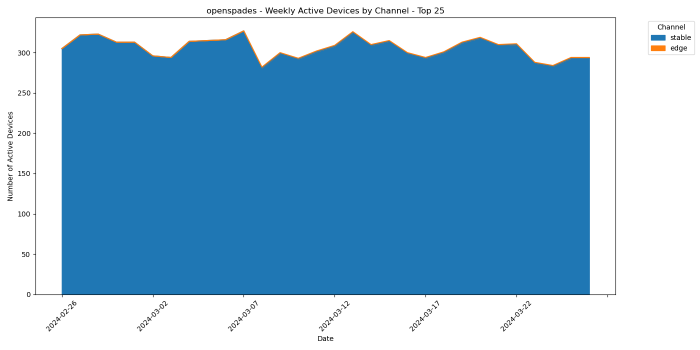 openspades - Weekly Active Devices by Channel - Top 25
Channel
stable
edge
Number of Active Devices
300
250
200
150
100
50
0
2024-02-26
2024-03-02
2024-03-07
2024-03-12
2024-03-17
2024-03-22
Date